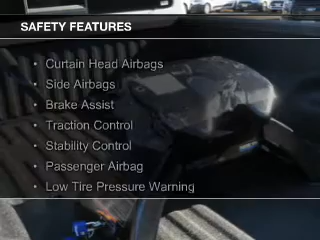 SAFETY FEATURES
• Curtain Head Airbags
• Side Airbags
• Brake Assist
• Traction Control
• Stability Control
• Passenger Airbag
• Low Tire Pressure Warning